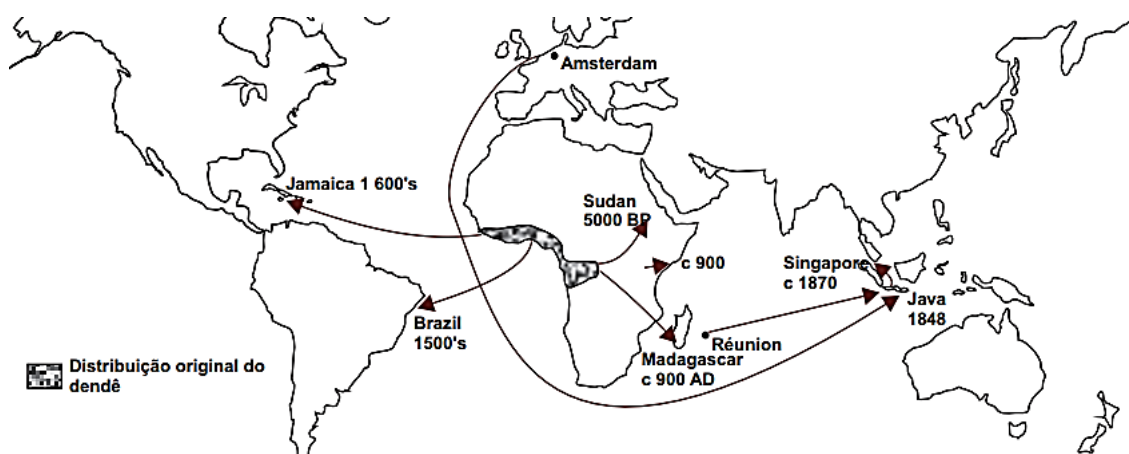 Amsterdam
Jamaica 1 600's
Sudan
5000 BP
c 900
Singapore
c 1870
Java
1848
Brazil
1500's
Réunion
Madagascar
c 900 AD
Distribuição original do
dendê